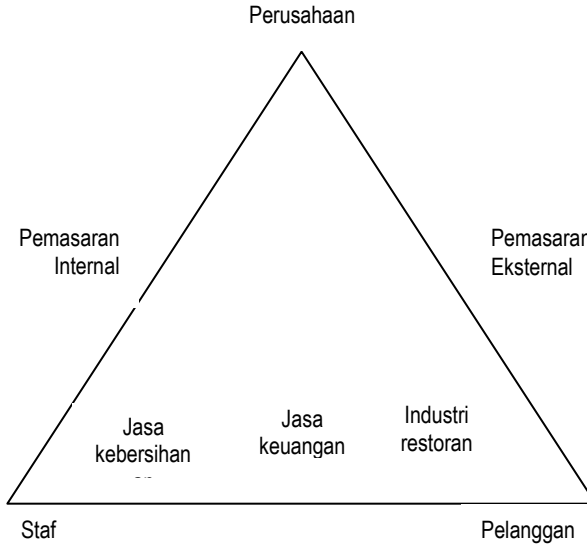 Perusahaan
Pemasaran
Internal
Pemasaran
Eksternal
Jasa
kebersihan
Jasa
keuangan
Industri
restoran
Staf
Pelanggan